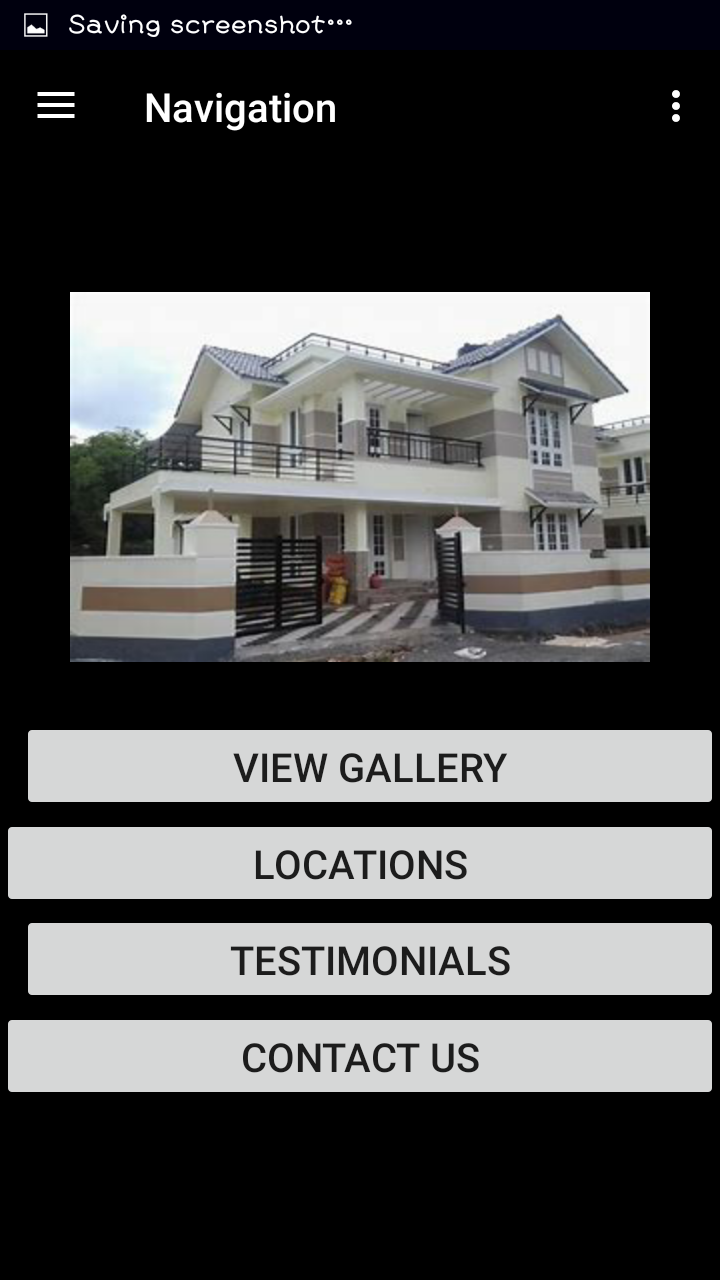 Saving screenshot...
Navigation
VIEW GALLERY
LOCATIONS
TESTIMONIALS
CONTACT US